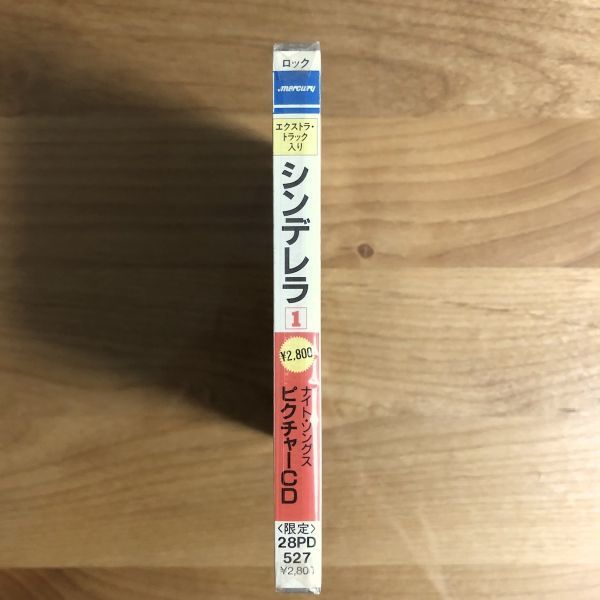 ロック
mercury
エクストラ・
トラック
入り
シンデレラ
1
¥2,800
ナイト・ソングス
ピクチャーCD
〈限定〉
28PD
527
¥2,800